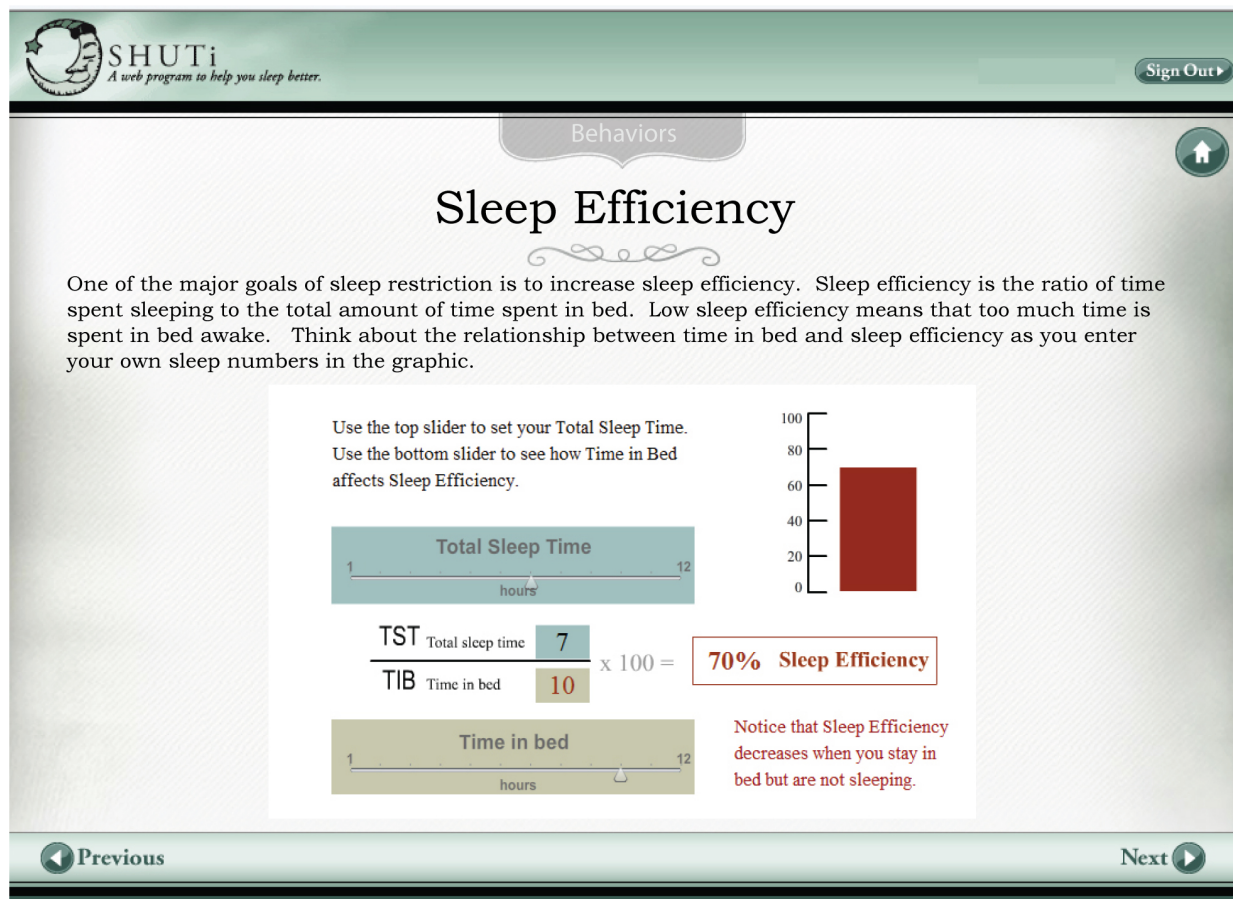 SHUTi
A web program to help you sleep better.
Sign Out
Behaviors
Sleep Efficiency
One of the major goals of sleep restriction is to increase sleep efficiency. Sleep efficiency is the ratio of time
spent sleeping to the total amount of time spent in bed. Low sleep efficiency means that too much time is
spent in bed awake. Think about the relationship between time in bed and sleep efficiency as you enter
your own sleep numbers in the graphic.
Use the top slider to set your Total Sleep Time.
Use the bottom slider to see how Time in Bed
affects Sleep Efficiency.
100
80
60
40
20
0
Total Sleep Time
1 12
hours
TST Total sleep time 7
x 100 =
TIB Time in bed 10
70% Sleep Efficiency
Time in bed
1 12
hours
Notice that Sleep Efficiency
decreases when you stay in
bed but are not sleeping.
Previous
Next